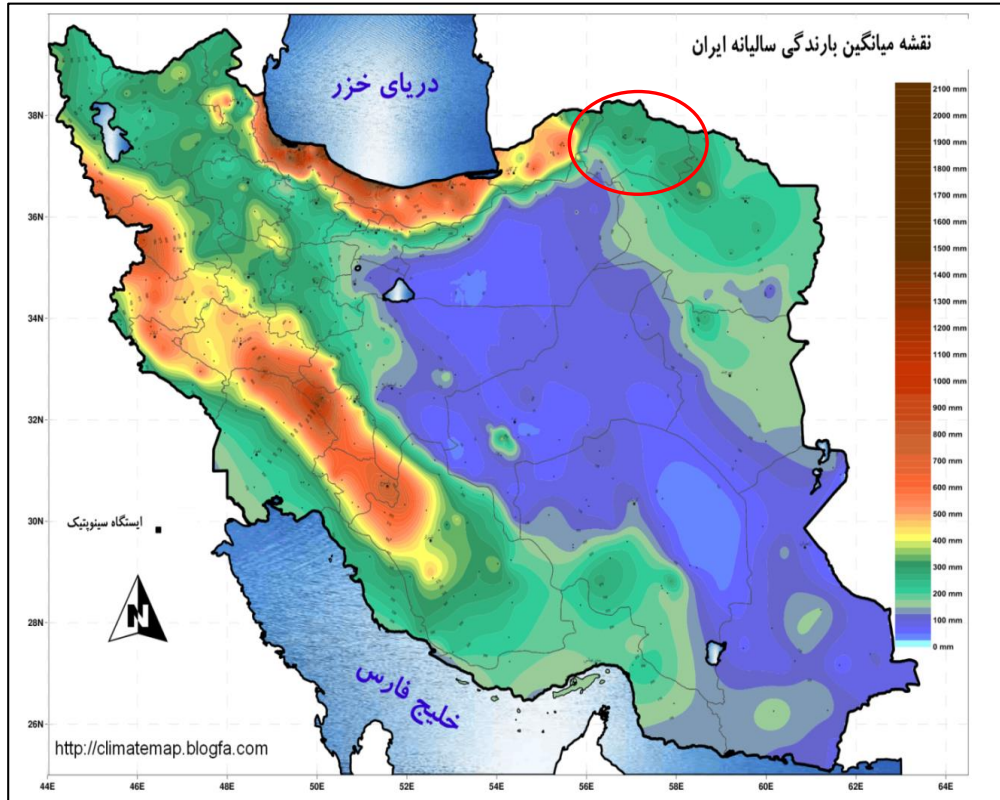 نقشه میانگین بارندگی سالیانه ایران
دریای خزر
2100 mm
2000 mm
1900 mm
1800 mm
1700 mm
1600 mm
1500 mm
1400 mm
1300 mm
1200 mm
1100 mm
1000 mm
900 mm
800 mm
700 mm
600 mm
500 mm
400 mm
300 mm
200 mm
100 mm
0 mm
38N
36N
34N
32N
30N
28N
26N
ایستگاه سینوپتیک
N
خلیج فارس
http://climatemap.blogfa.com
44E 46E 48E 50E 52E 54E 56E 58E 60E 62E 64E